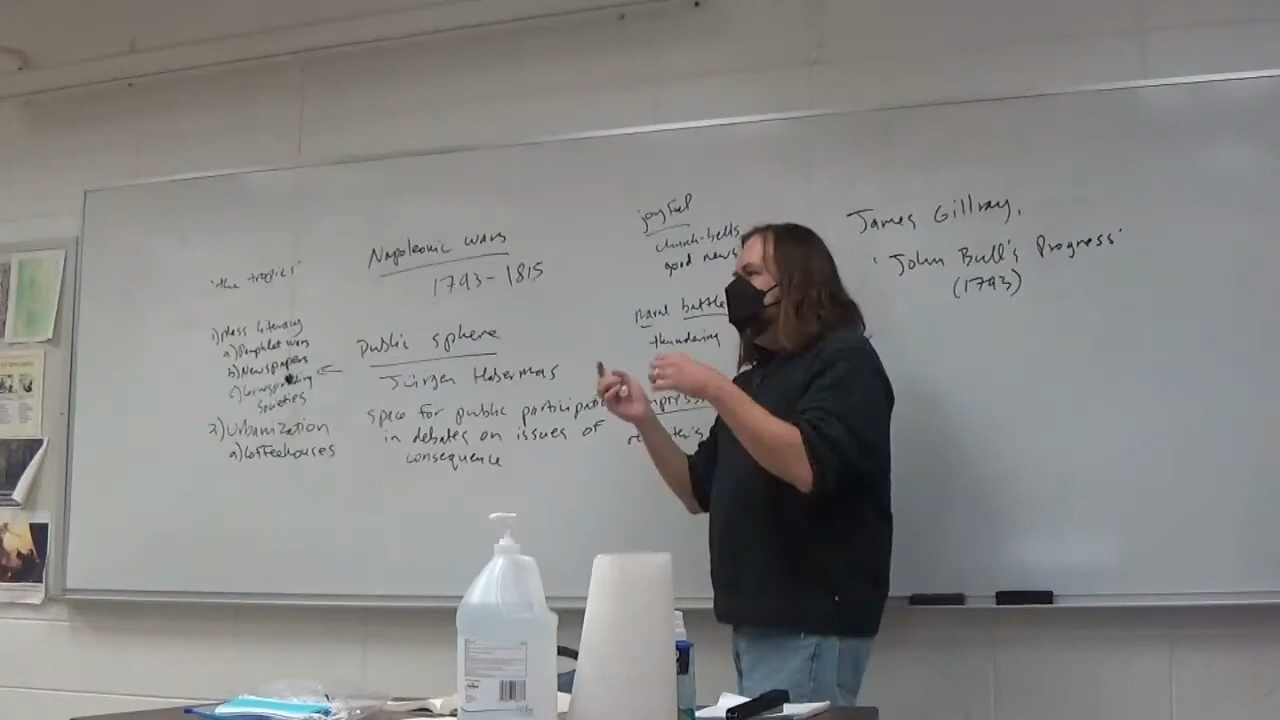 'the tropics'
1) Mass literacy
a) Pamphlet wars
b) Newspapers
c) Corresponding
societies
2) Urbanization
a) Coffeehouses
Napoleonic wars
1793-1815
Public sphere
Jürgen Habermas
space for public participation
in debates on issues of
consequence
joyful
church-bells
good news
naval battle
thundering
James Gillray,
'John Bull's Progress'
(1793)